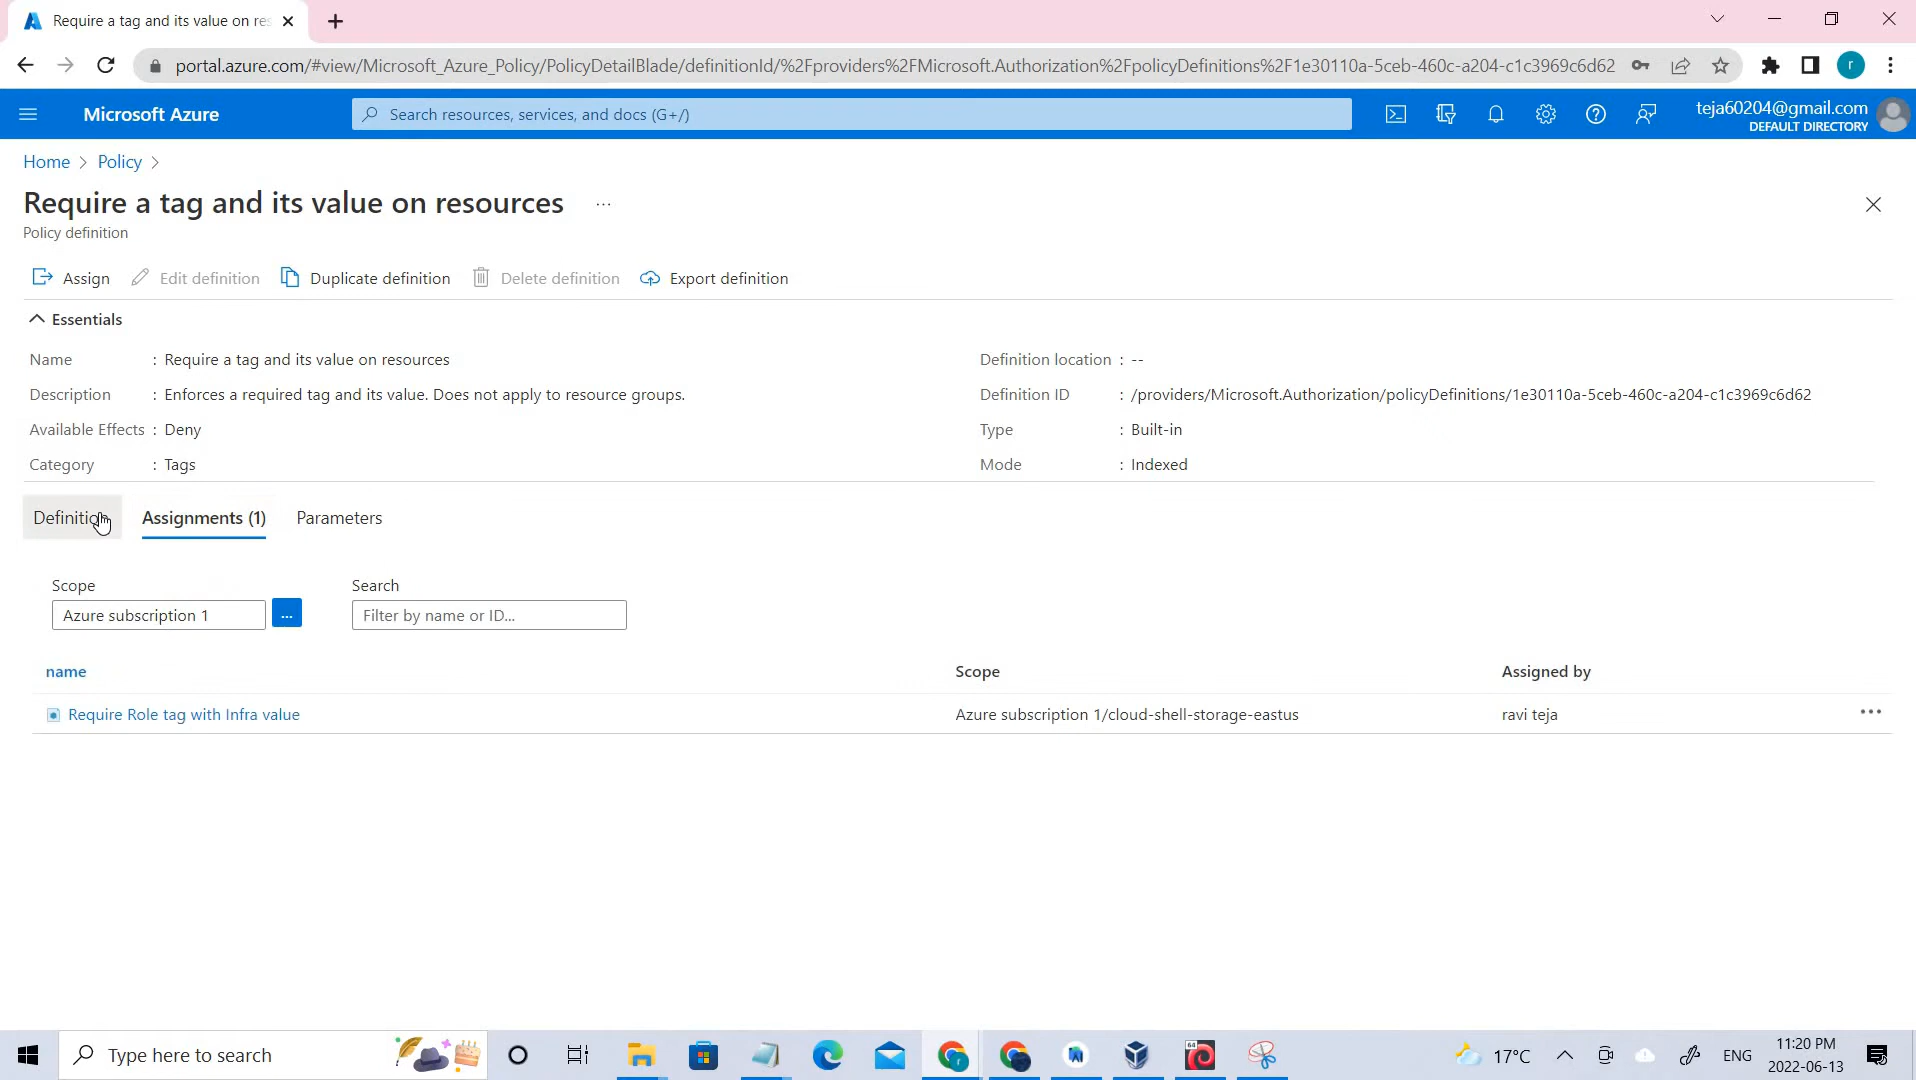 Require a tag and its value on res
portal.azure.com/#view/Microsoft_Azure_Policy/PolicyDetailBlade/definitionId/%2Fproviders%2FMicrosoft.Authorization%2FpolicyDefinitions%2F1e30110a-5ceb-460c-a204-c1c3969c6d62
r
Microsoft Azure
Search resources, services, and docs (G+/)
teja60204@gmail.com
DEFAULT DIRECTORY
Home > Policy >
Require a tag and its value on resources ...
Policy definition
Assign
Edit definition
Duplicate definition
Delete definition
Export definition
Essentials
Name : Require a tag and its value on resources
Definition location : --
Description : Enforces a required tag and its value. Does not apply to resource groups.
Definition ID : /providers/Microsoft.Authorization/policyDefinitions/1e30110a-5ceb-460c-a204-c1c3969c6d62
Available Effects : Deny
Type : Built-in
Category : Tags
Mode : Indexed
Definition
Assignments (1)
Parameters
Scope
Search
Azure subscription 1
...
Filter by name or ID...
name
Scope
Assigned by
Require Role tag with Infra value
Azure subscription 1/cloud-shell-storage-eastus
ravi teja
...
Type here to search
64
17°C
ENG
11:20 PM
2022-06-13